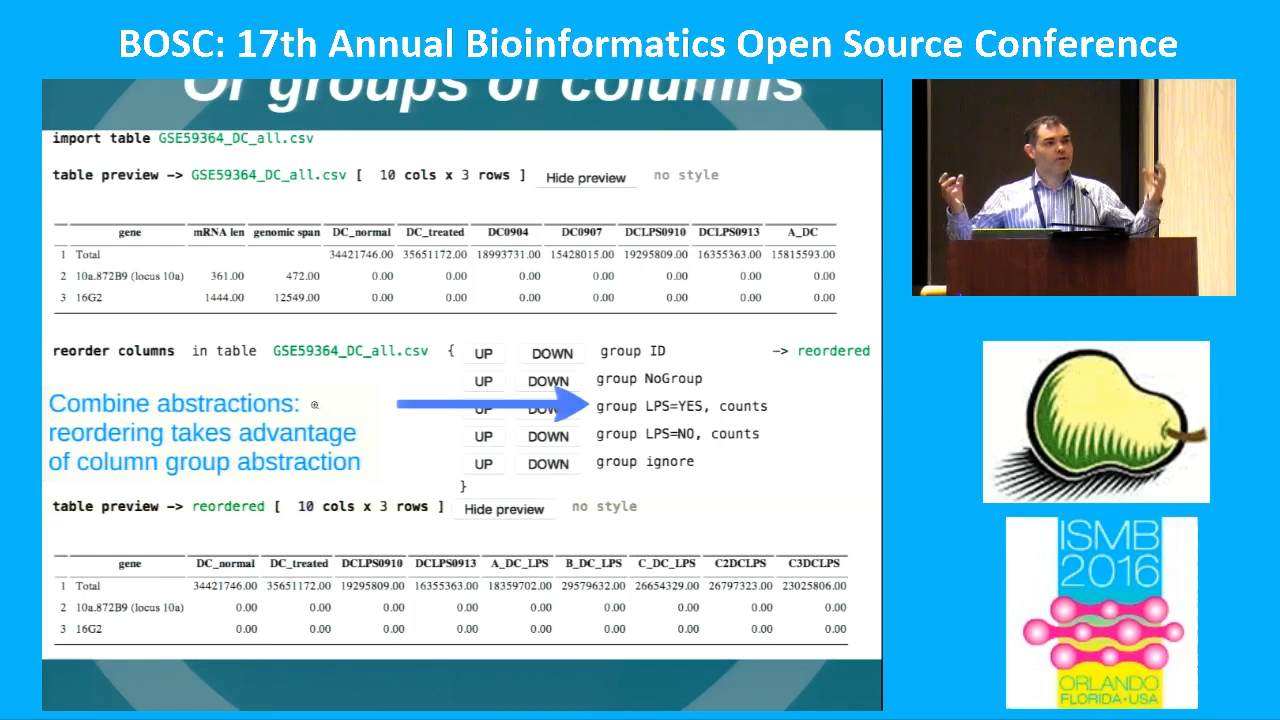 BOSC: 17th Annual Bioinformatics Open Source Conference
Or groups of columns
import table GSE59364_DC_all.csv
table preview -> GSE59364_DC_all.csv [ 10 cols x 3 rows ] Hide preview no style
gene mRNA len genomic span DC_normal DC_treated DC0904 DC0907 DCLPS0910 DCLPS0913 A_DC
1 Total 34421746.00 35651172.00 18993731.00 15428015.00 19295809.00 16355363.00 15815593.00
2 10a.872B9 (locus 10a) 361.00 472.00 0.00 0.00 0.00 0.00 0.00 0.00 0.00
3 16G2 1444.00 12549.00 0.00 0.00 0.00 0.00 0.00 0.00 0.00
reorder columns in table GSE59364_DC_all.csv { UP DOWN group ID -> reordered
UP DOWN group NoGroup
UP DOWN group LPS=YES, counts
UP DOWN group LPS=NO, counts
UP DOWN group ignore
}
Combine abstractions:
reordering takes advantage
of column group abstraction
table preview -> reordered [ 10 cols x 3 rows ] Hide preview no style
gene DC_normal DC_treated DCLPS0910 DCLPS0913 A_DC_LPS B_DC_LPS C_DC_LPS C2DCLPS C3DCLPS
1 Total 34421746.00 35651172.00 19295809.00 16355363.00 18359702.00 29579632.00 26654329.00 26797323.00 23025806.00
2 10a.872B9 (locus 10a) 0.00 0.00 0.00 0.00 0.00 0.00 0.00 0.00 0.00
3 16G2 0.00 0.00 0.00 0.00 0.00 0.00 0.00 0.00 0.00
ISMB
2016
ORLANDO
FLORIDA•USA